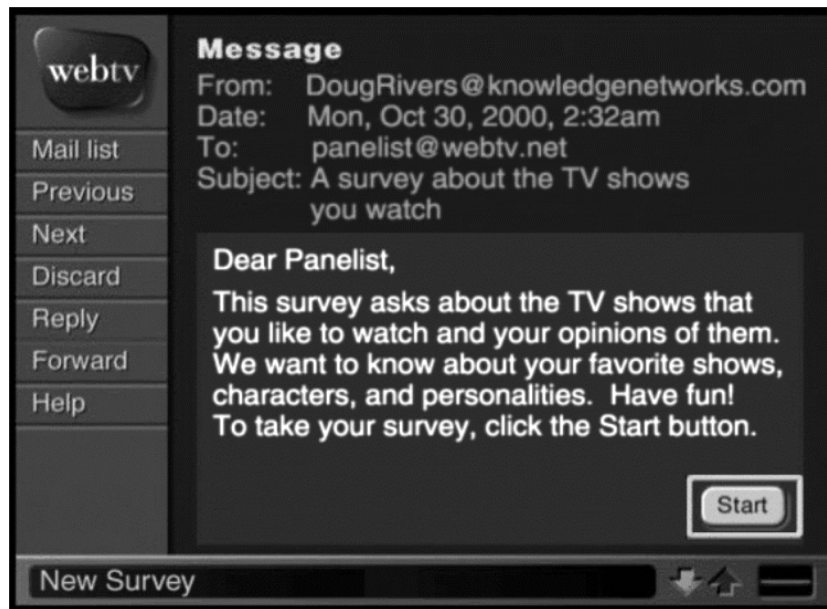 webtv
Mail list
Previous
Next
Discard
Reply
Forward
Help
Message
From: DougRivers@knowledgenetworks.com
Date: Mon, Oct 30, 2000, 2:32am
To: panelist@webtv.net
Subject: A survey about the TV shows
you watch
Dear Panelist,
This survey asks about the TV shows that
you like to watch and your opinions of them.
We want to know about your favorite shows,
characters, and personalities.  Have fun!
To take your survey, click the Start button.
Start
New Survey